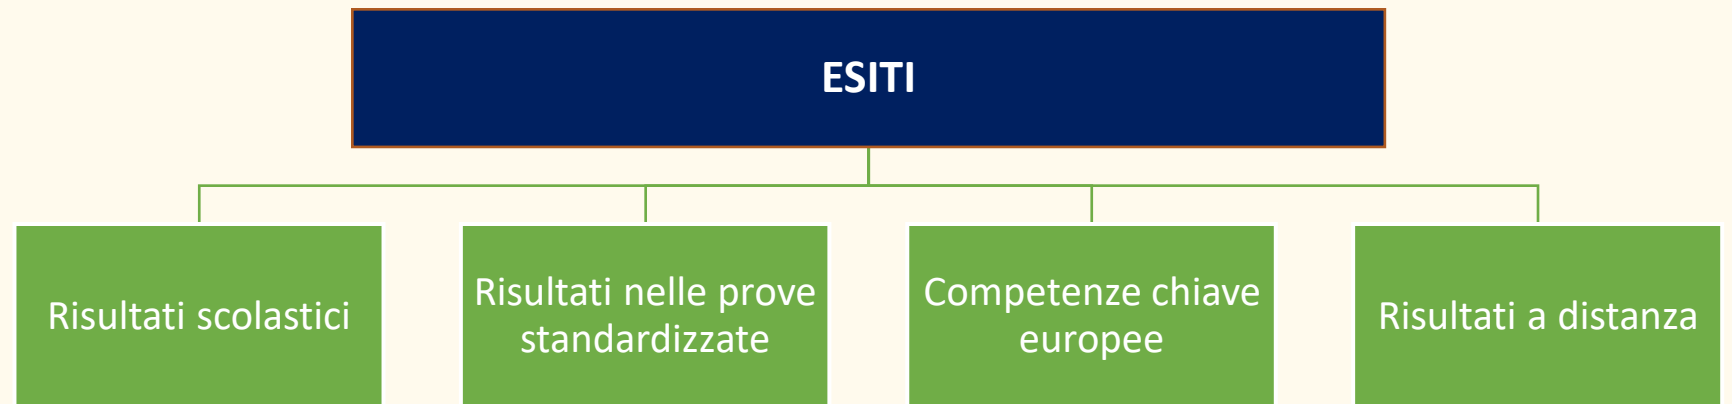 ESITI
Risultati scolastici
Risultati nelle prove
standardizzate
Competenze chiave
europee
Risultati a distanza